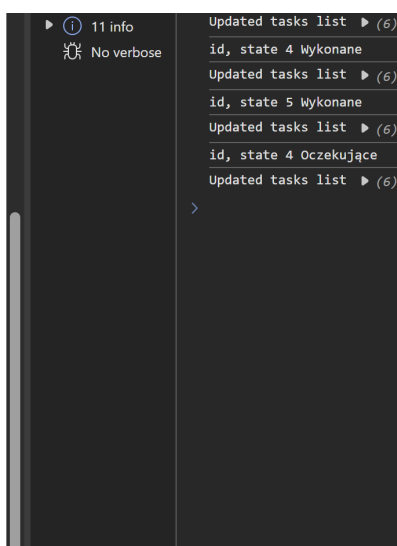 11 info
No verbose
Updated tasks list ▶ (6)
id, state 4 Wykonane
Updated tasks list ▶ (6)
id, state 5 Wykonane
Updated tasks list ▶ (6)
id, state 4 Oczekujące
Updated tasks list ▶ (6)